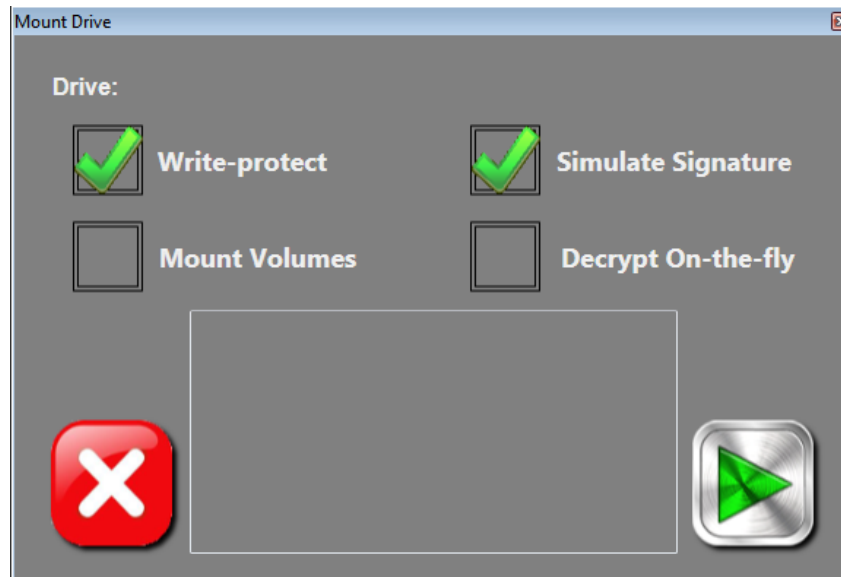 Mount Drive
Drive:
Write-protect
Simulate Signature
Mount Volumes
Decrypt On-the-fly